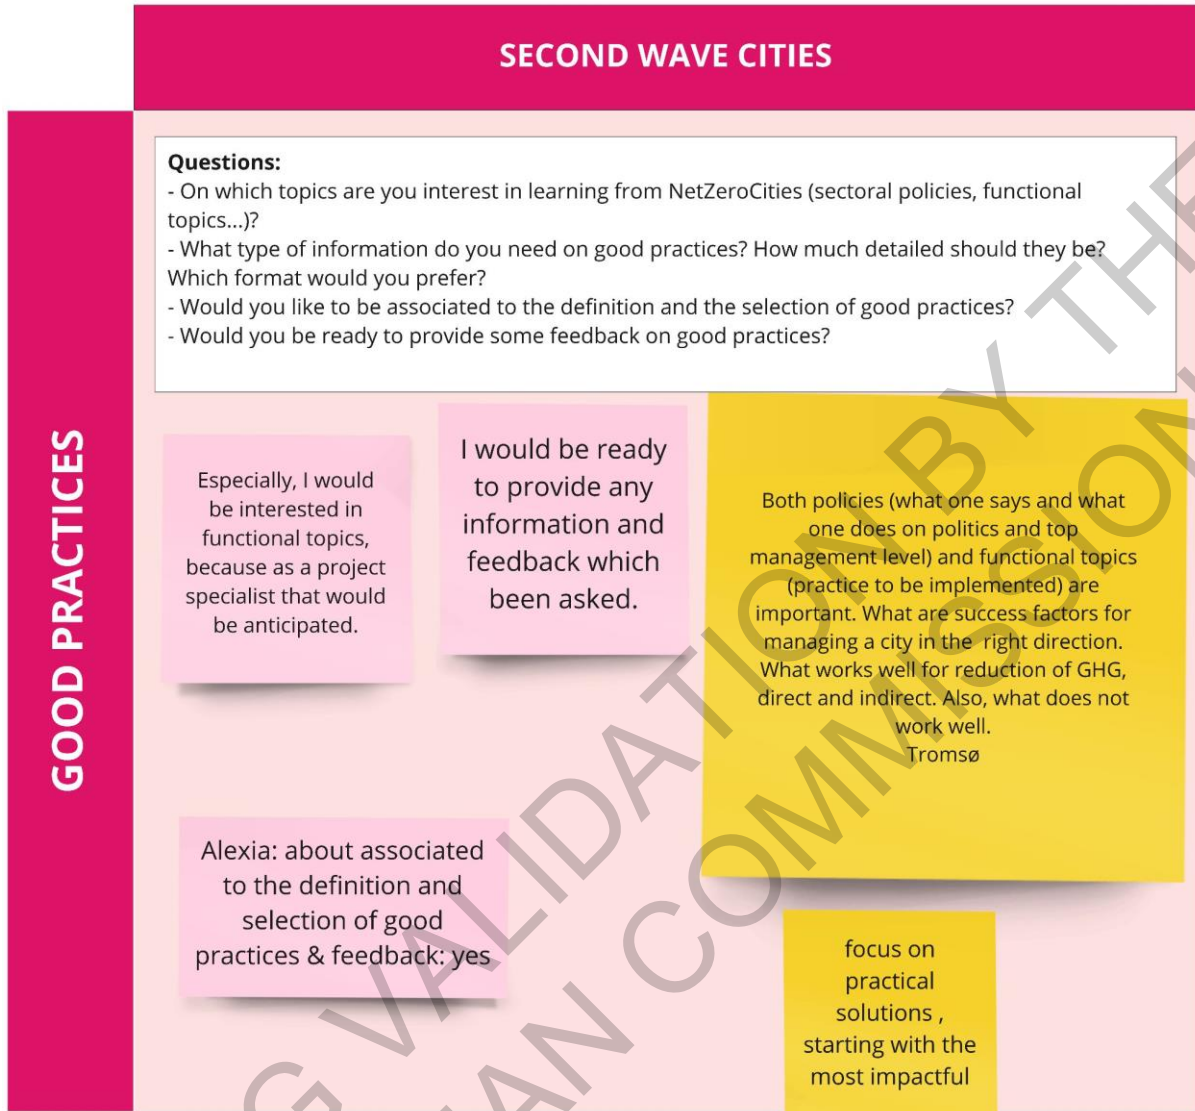 SECOND WAVE CITIES
GOOD PRACTICES
Questions:
- On which topics are you interest in learning from NetZeroCities (sectoral policies, functional
topics...)?
- What type of information do you need on good practices? How much detailed should they be?
Which format would you prefer?
- Would you like to be associated to the definition and the selection of good practices?
- Would you be ready to provide some feedback on good practices?
Especially, I would
be interested in
functional topics,
because as a project
specialist that would
be anticipated.
I would be ready
to provide any
information and
feedback which
been asked.
Both policies (what one says and what
one does on politics and top
management level) and functional topics
(practice to be implemented) are
important. What are success factors for
managing a city in the right direction.
What works well for reduction of GHG,
direct and indirect. Also, what does not
work well.
Tromsø
Alexia: about associated
to the definition and
selection of good
practices & feedback: yes
focus on
practical
solutions ,
starting with the
most impactful
G VALIDATION BY THE
AN COMMISSION